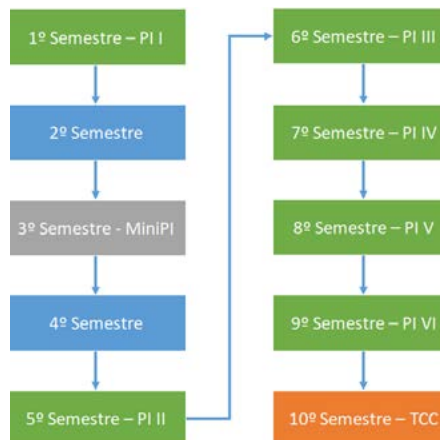 1º Semestre – PI I
2º Semestre
3º Semestre - MiniPI
4º Semestre
5º Semestre – PI II
6º Semestre – PI III
7º Semestre – PI IV
8º Semestre – PI V
9º Semestre – PI VI
10º Semestre – TCC